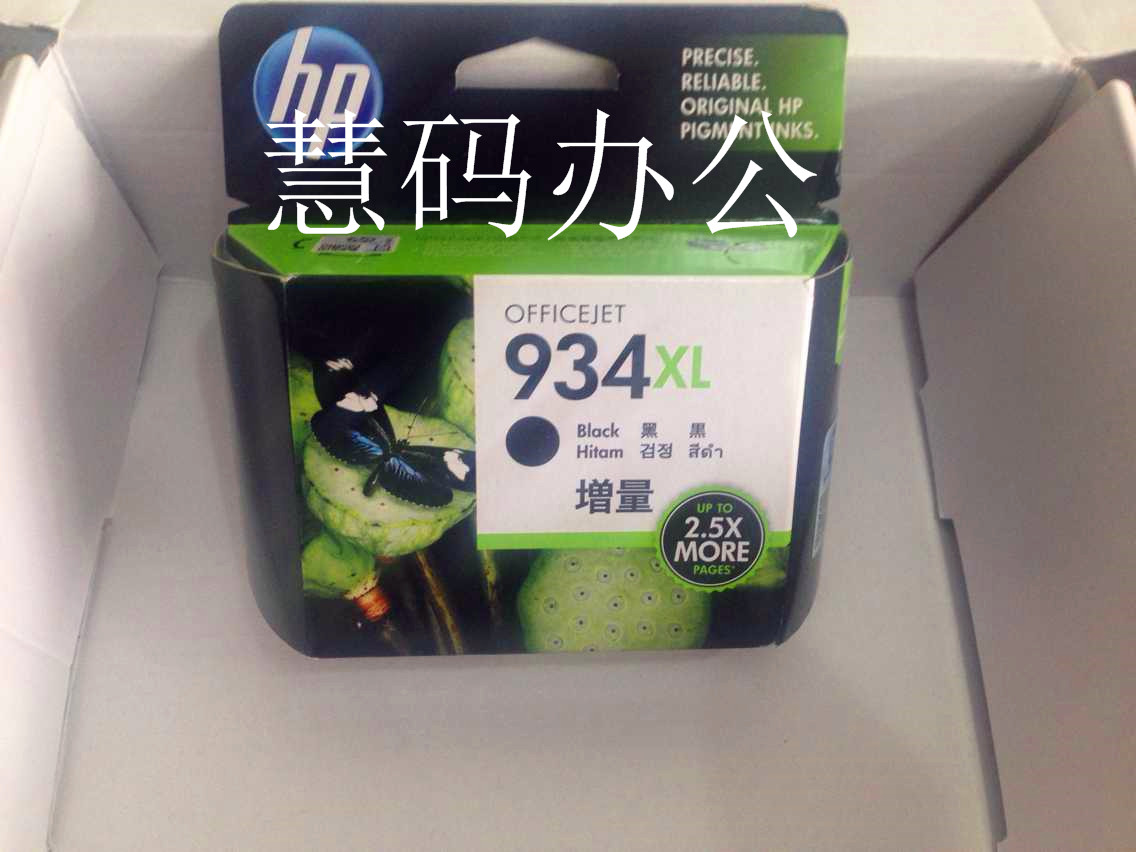 hp
PRECISE.
RELIABLE.
ORIGINAL HP
PIGMENT INKS.
慧码办公
OFFICEJET
934XL
Black 黑 黒
Hitam 검정 สีดำ
增量
UP TO
2.5X
MORE
PAGES*